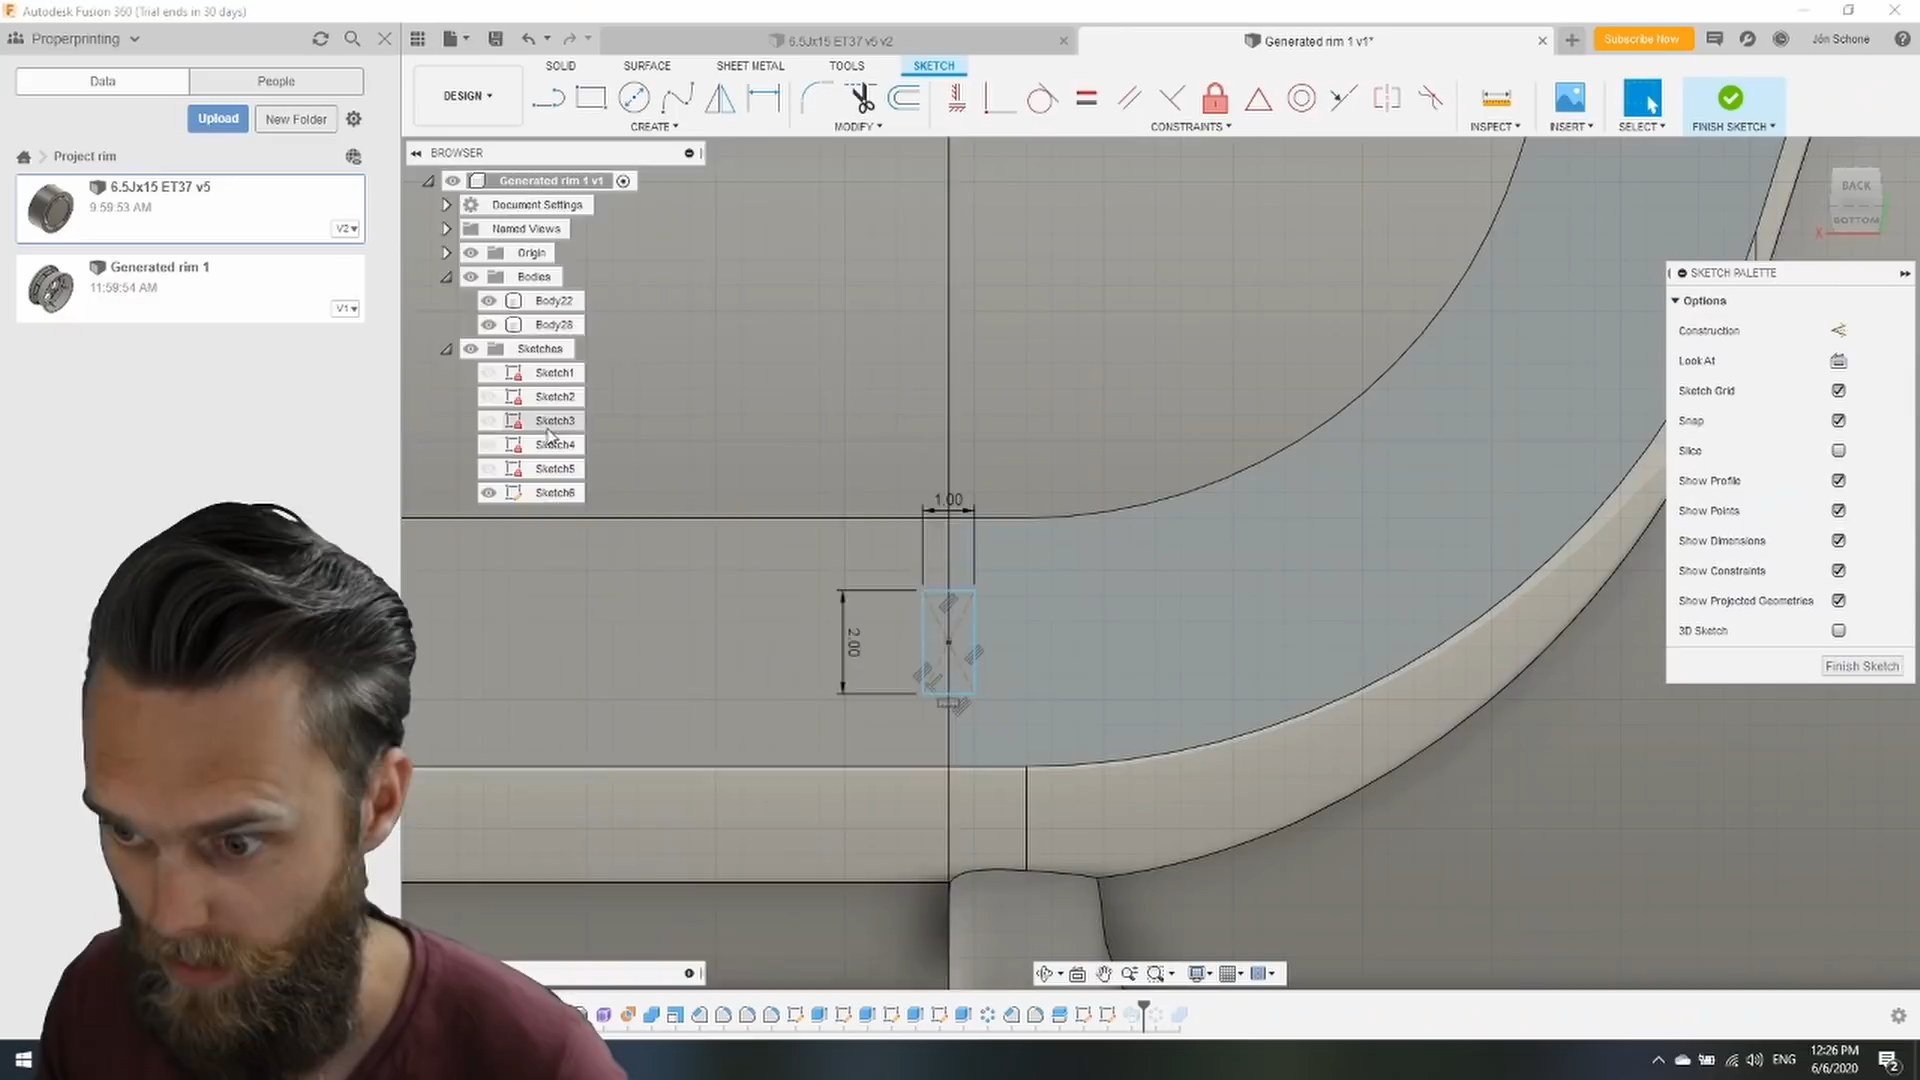 Autodesk Fusion 360 (Trial ends in 30 days)
Properprinting
6.5Jx15 ET37 v5 v2
Generated rim 1 v1*
Subscribe Now
Jón Schone
Data
People
Upload
New Folder
Project rim
6.5Jx15 ET37 v5
9:59:53 AM
V2
Generated rim 1
11:59:54 AM
V1
SOLID
SURFACE
SHEET METAL
TOOLS
SKETCH
DESIGN
CREATE
MODIFY
CONSTRAINTS
INSPECT
INSERT
SELECT
FINISH SKETCH
BROWSER
Generated rim 1 v1
Document Settings
Named Views
Origin
Bodies
Body22
Body28
Sketches
Sketch1
Sketch2
Sketch3
Sketch4
Sketch5
Sketch6
1.00
2.00
BACK
BOTTOM
X
SKETCH PALETTE
Options
Construction
Look At
Sketch Grid
Snap
Slice
Show Profile
Show Points
Show Dimensions
Show Constraints
Show Projected Geometries
3D Sketch
Finish Sketch
ENG
12:26 PM
6/6/2020
2